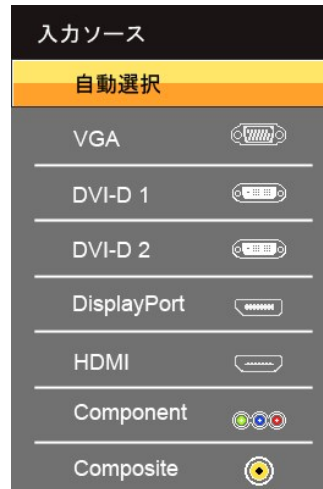 入力ソース
自動選択
VGA
DVI-D 1
DVI-D 2
DisplayPort
HDMI
Component
Composite